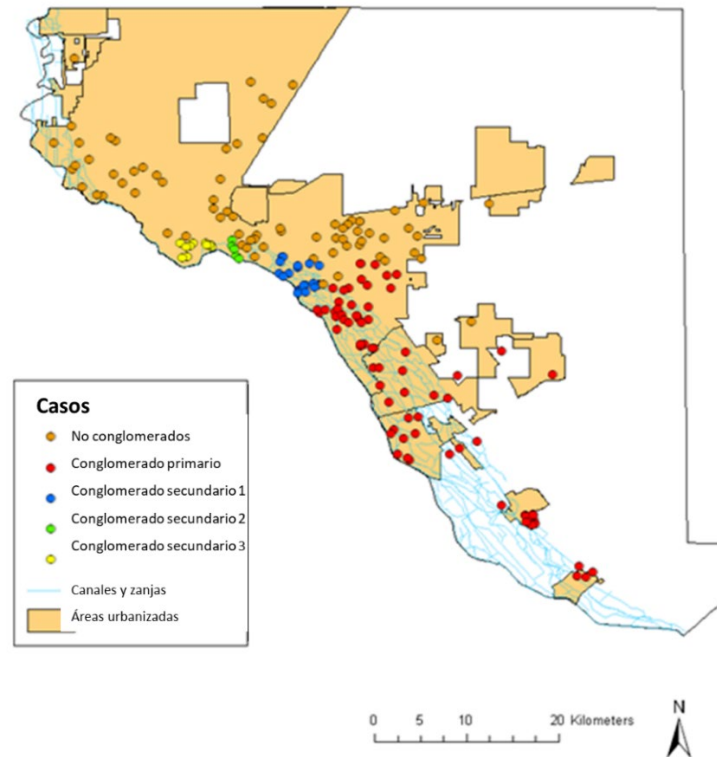 Casos
No conglomerados
Conglomerado primario
Conglomerado secundario 1
Conglomerado secundario 2
Conglomerado secundario 3
Canales y zanjas
Áreas urbanizadas
0 5 10 20 Kilometers
N